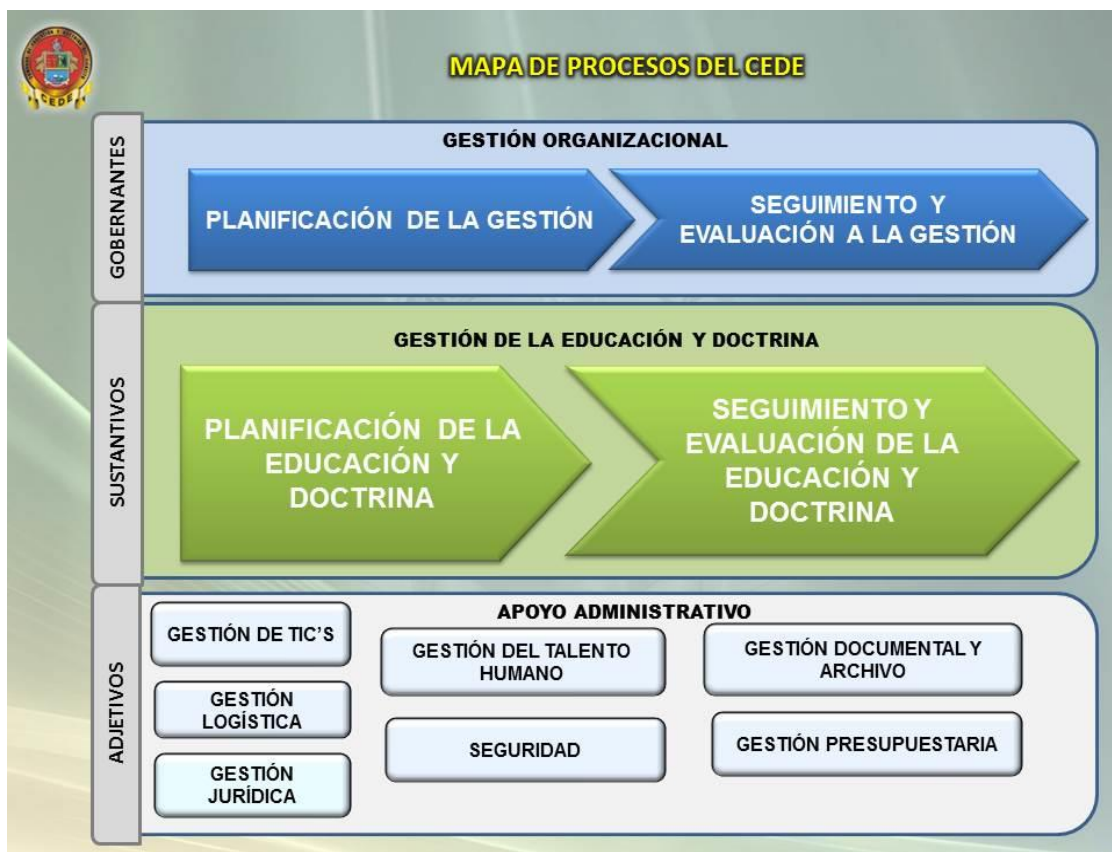 MAPA DE PROCESOS DEL CEDE
CEDE
GOBERNANTES
GESTIÓN ORGANIZACIONAL
PLANIFICACIÓN DE LA GESTIÓN
SEGUIMIENTO Y
EVALUACIÓN A LA GESTIÓN
SUSTANTIVOS
GESTIÓN DE LA EDUCACIÓN Y DOCTRINA
PLANIFICACIÓN DE LA
EDUCACIÓN Y
DOCTRINA
SEGUIMIENTO Y
EVALUACIÓN DE LA
EDUCACIÓN Y
DOCTRINA
ADJETIVOS
APOYO ADMINISTRATIVO
GESTIÓN DE TIC'S
GESTIÓN
LOGÍSTICA
GESTIÓN
JURÍDICA
GESTIÓN DEL TALENTO
HUMANO
SEGURIDAD
GESTIÓN DOCUMENTAL Y
ARCHIVO
GESTIÓN PRESUPUESTARIA